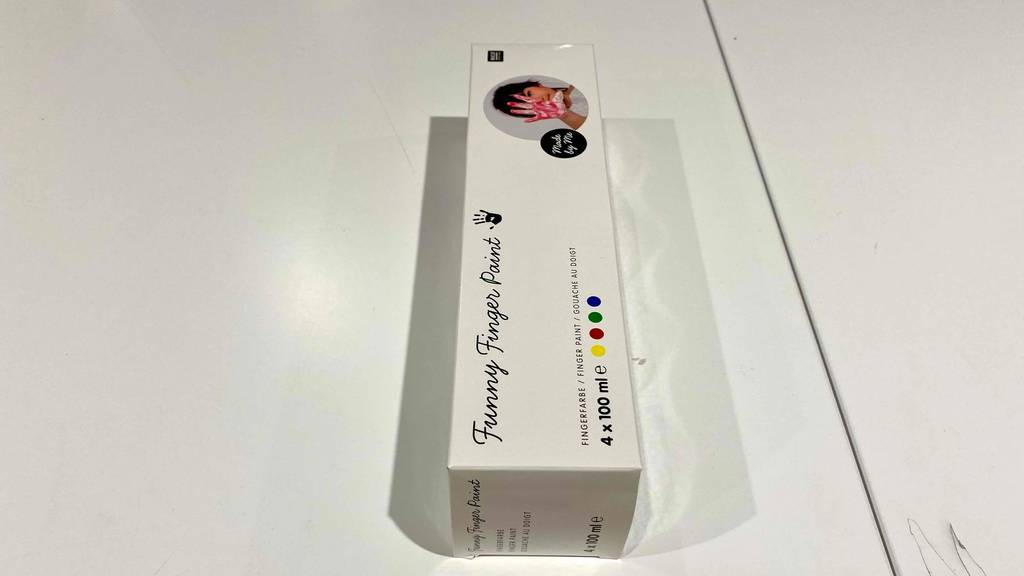 Made
by Me
Funny Finger Paint
FINGERFARBE / FINGER PAINT / GOUACHE AU DOIGT
4 x 100 ml e
Funny Finger Paint
FINGERFARBE
FINGER PAINT
GOUACHE AU DOIGT
4 x 100 ml e